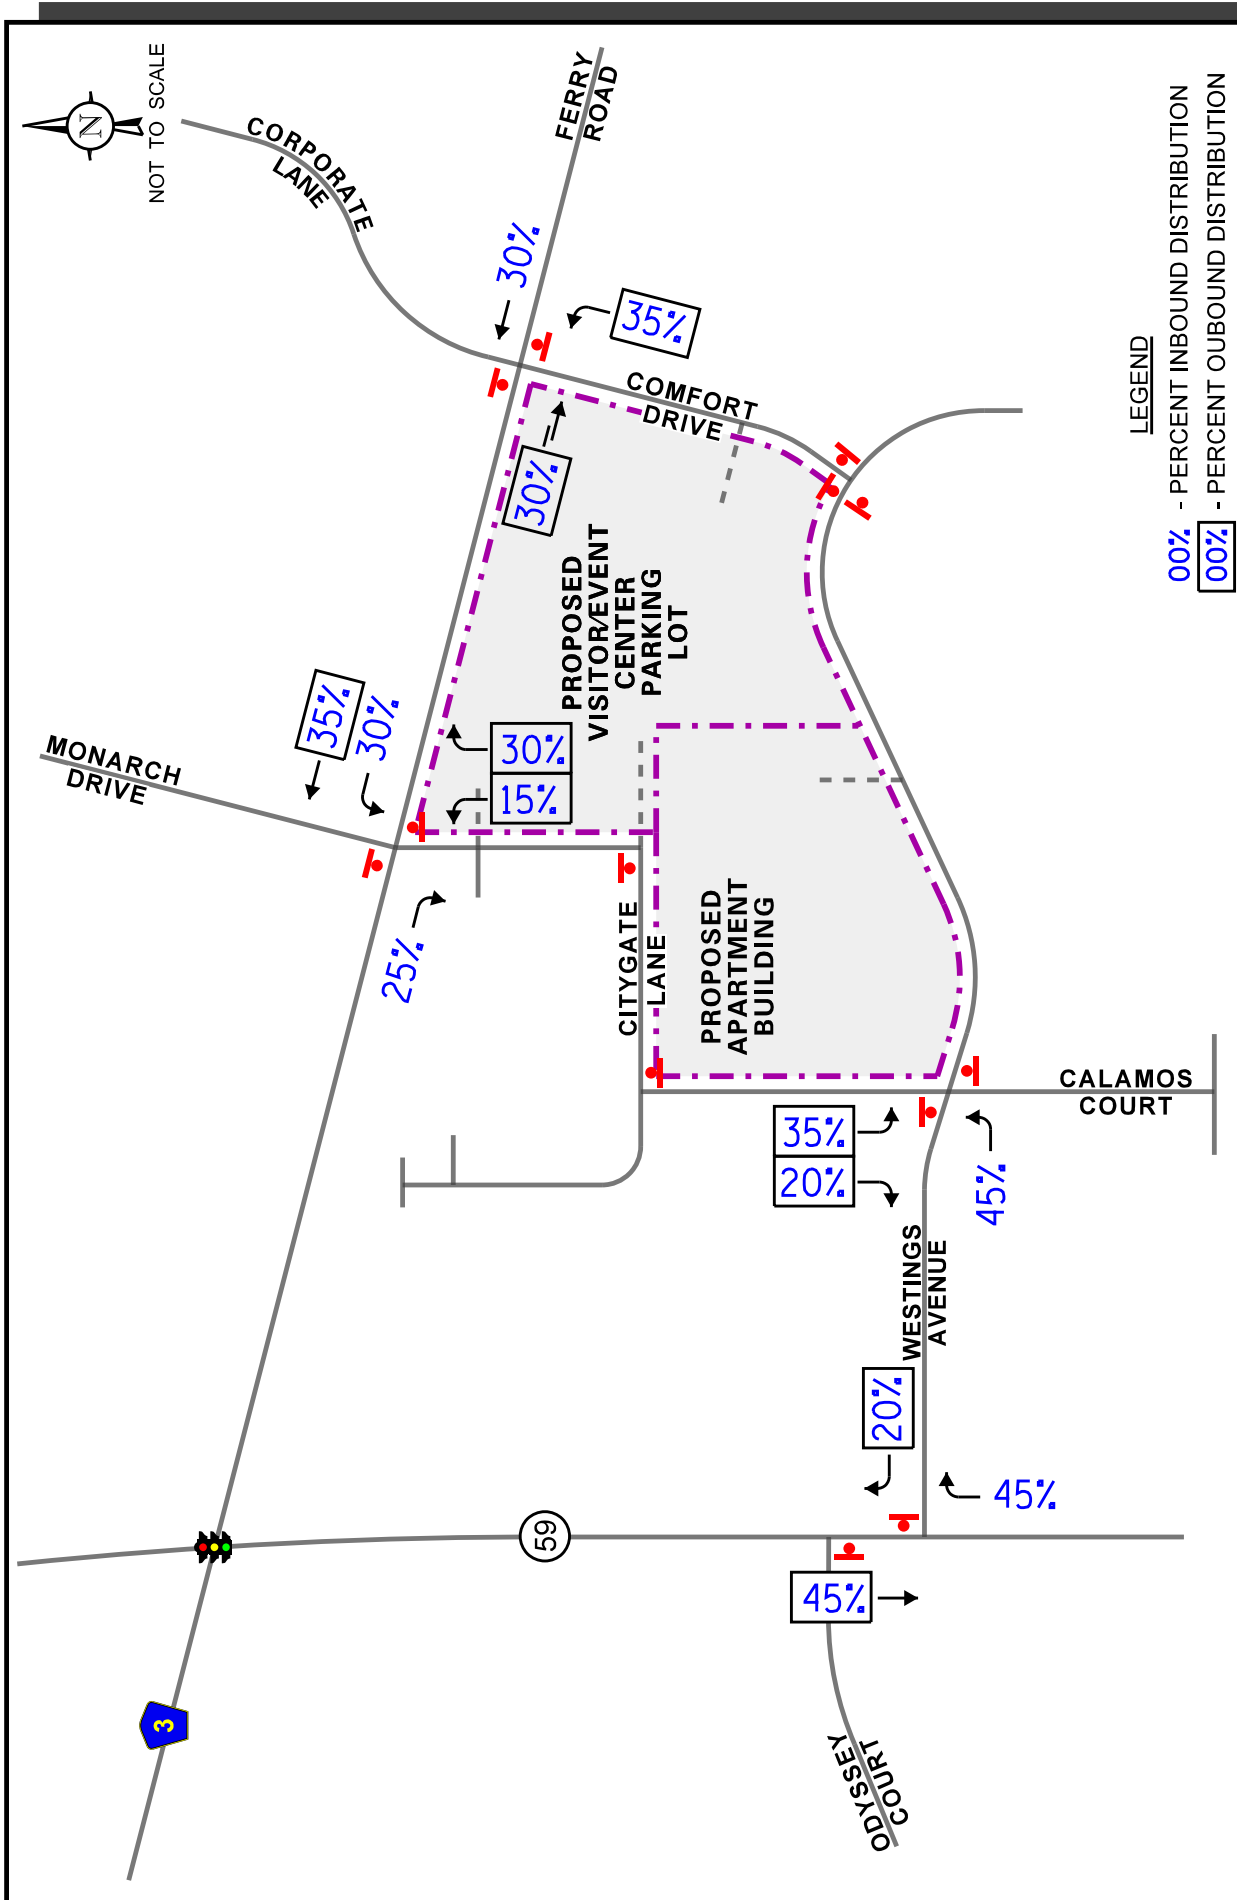 N
NOT TO SCALE
CORPORATE
LANE
FERRY
ROAD
30%
35%
COMFORT
DRIVE
30%
PROPOSED
VISITOR/EVENT
CENTER
PARKING
LOT
MONARCH
DRIVE
35%
30%
30%
15%
25%
CITYGATE
LANE
PROPOSED
APARTMENT
BUILDING
CALAMOS
COURT
35%
20%
45%
WESTINGS
AVENUE
20%
45%
59
45%
3
ODYSSEY
COURT
LEGEND
00% - PERCENT INBOUND DISTRIBUTION
00% - PERCENT OUBOUND DISTRIBUTION